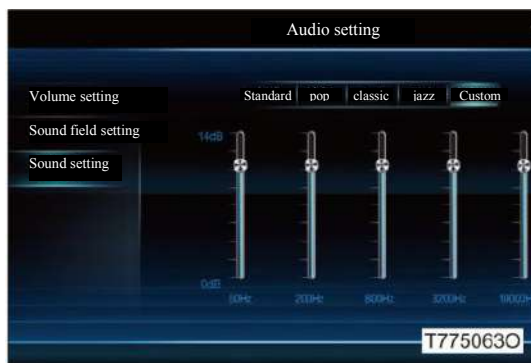 Audio setting
Standard pop classic jazz Custom
Volume setting
Sound field setting
Sound setting
14dB
0dB
60Hz 200Hz 800Hz 3200Hz
T775063O